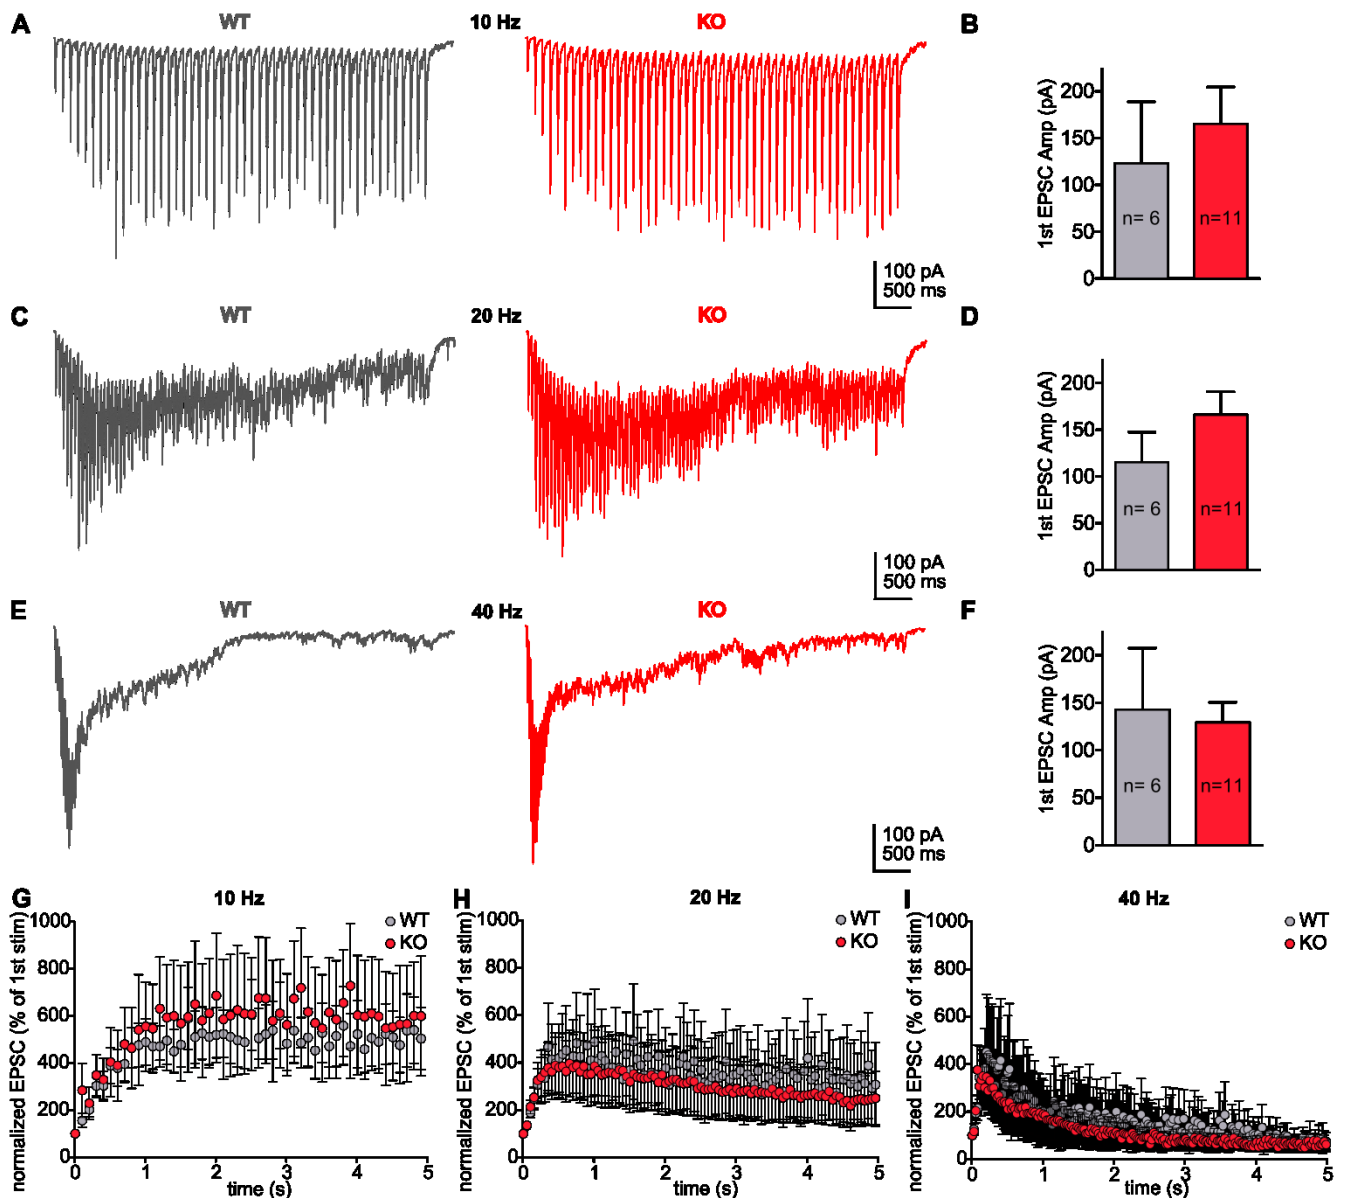 A WT 10 Hz KO B
1st EPSC Amp (pA)
200
150
100
50
0
n= 6 n=11
100 pA
500 ms
C WT 20 Hz KO D
1st EPSC Amp (pA)
200
150
100
50
0
n= 6 n=11
100 pA
500 ms
E WT 40 Hz KO F
1st EPSC Amp (pA)
200
150
100
50
0
n= 6 n=11
100 pA
500 ms
G 10 Hz
normalized EPSC (% of 1st stim)
1000
800
600
400
200
0
WT
KO
0 1 2 3 4 5
time (s)
H 20 Hz
normalized EPSC (% of 1st stim)
1000
800
600
400
200
0
WT
KO
0 1 2 3 4 5
time (s)
I 40 Hz
normalized EPSC (% of 1st stim)
1000
800
600
400
200
0
WT
KO
0 1 2 3 4 5
time (s)